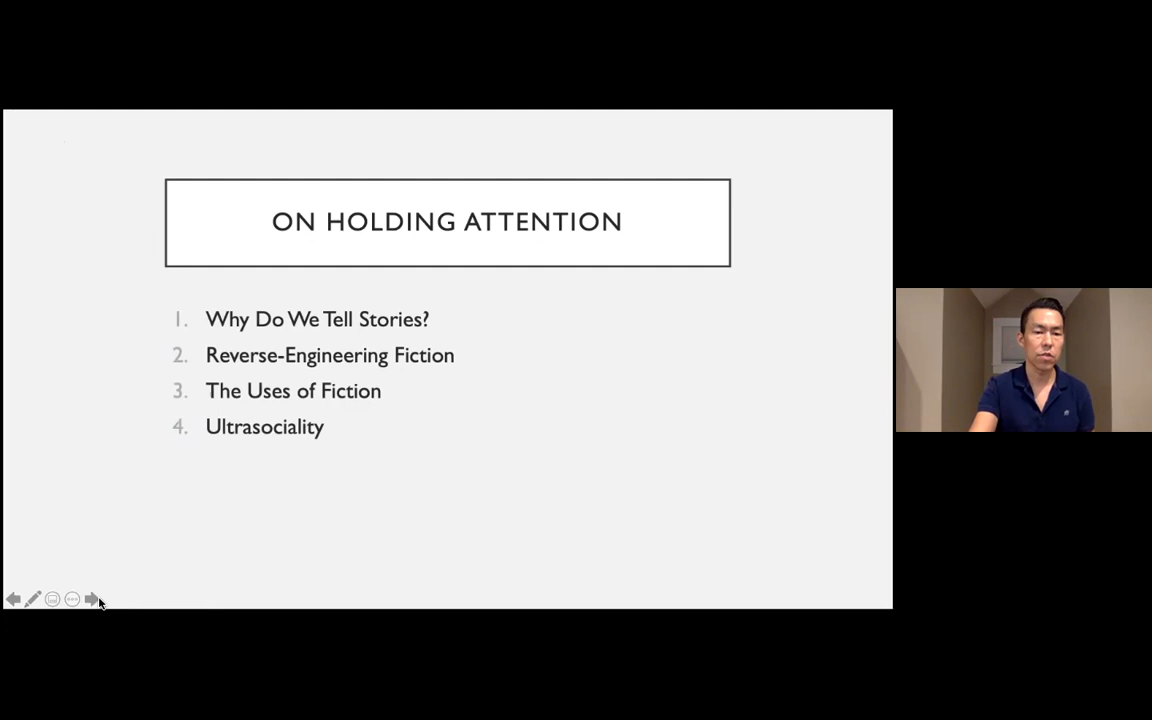 ON HOLDING ATTENTION
1. Why Do We Tell Stories?
2. Reverse-Engineering Fiction
3. The Uses of Fiction
4. Ultrasociality